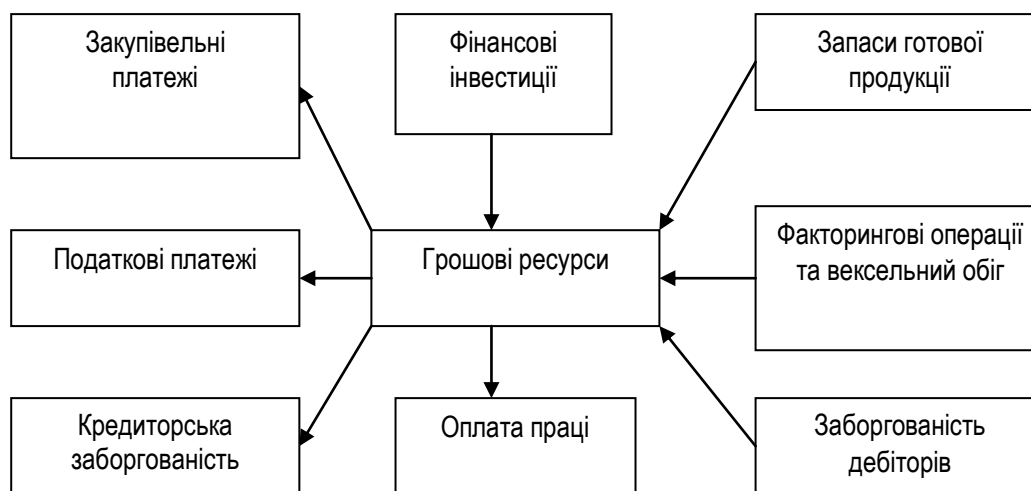 Закупівельні
платежі
Фінансові
інвестиції
Запаси готової
продукції
Податкові платежі
Грошові ресурси
Факторингові операції
та вексельний обіг
Кредиторська
заборгованість
Оплата праці
Заборгованість
дебіторів